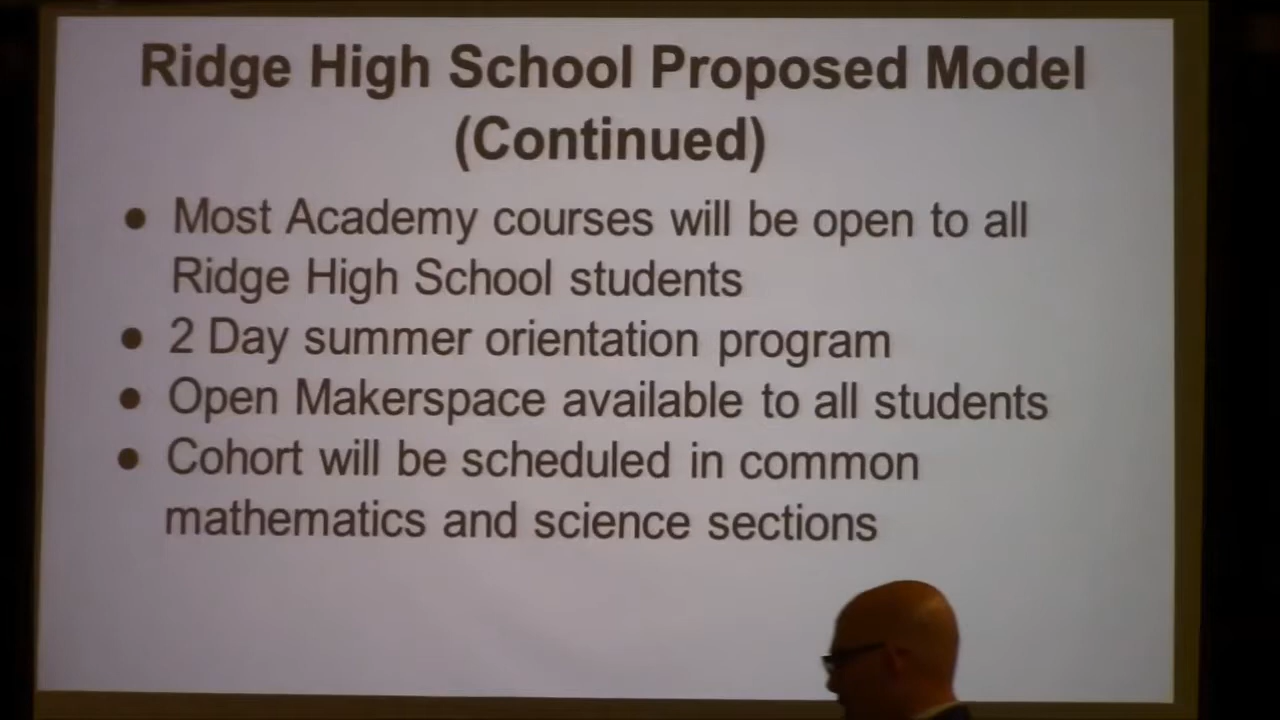 Ridge High School Proposed Model
(Continued)
● Most Academy courses will be open to all
Ridge High School students
● 2 Day summer orientation program
● Open Makerspace available to all students
● Cohort will be scheduled in common
mathematics and science sections